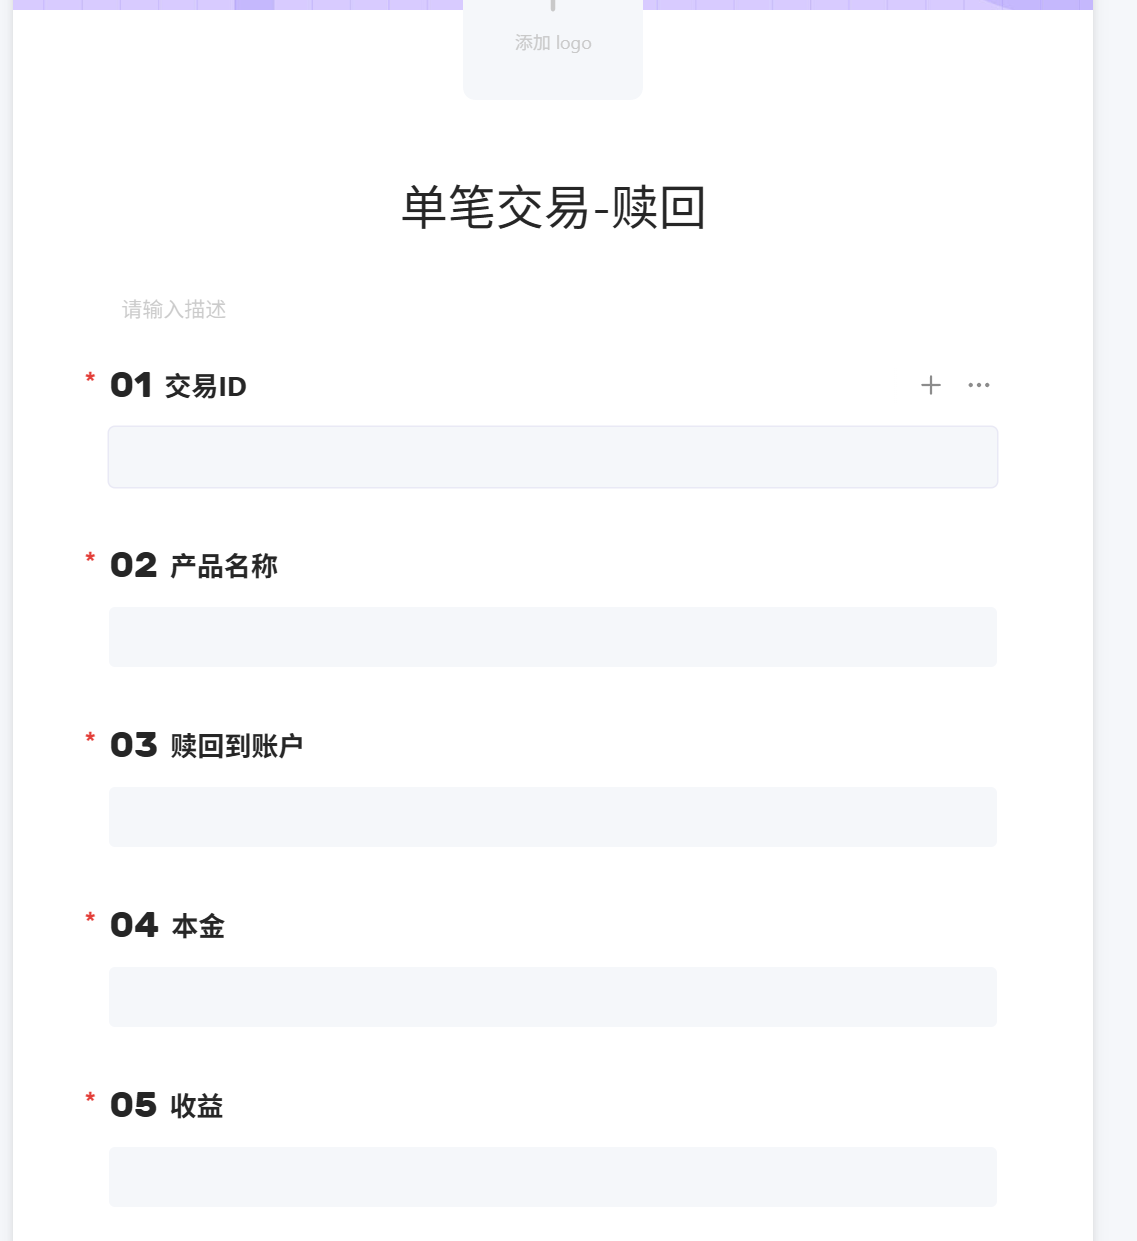 添加 logo
单笔交易-赎回
请输入描述
* 01 交易ID
* 02 产品名称
* 03 赎回到账户
* 04 本金
* 05 收益